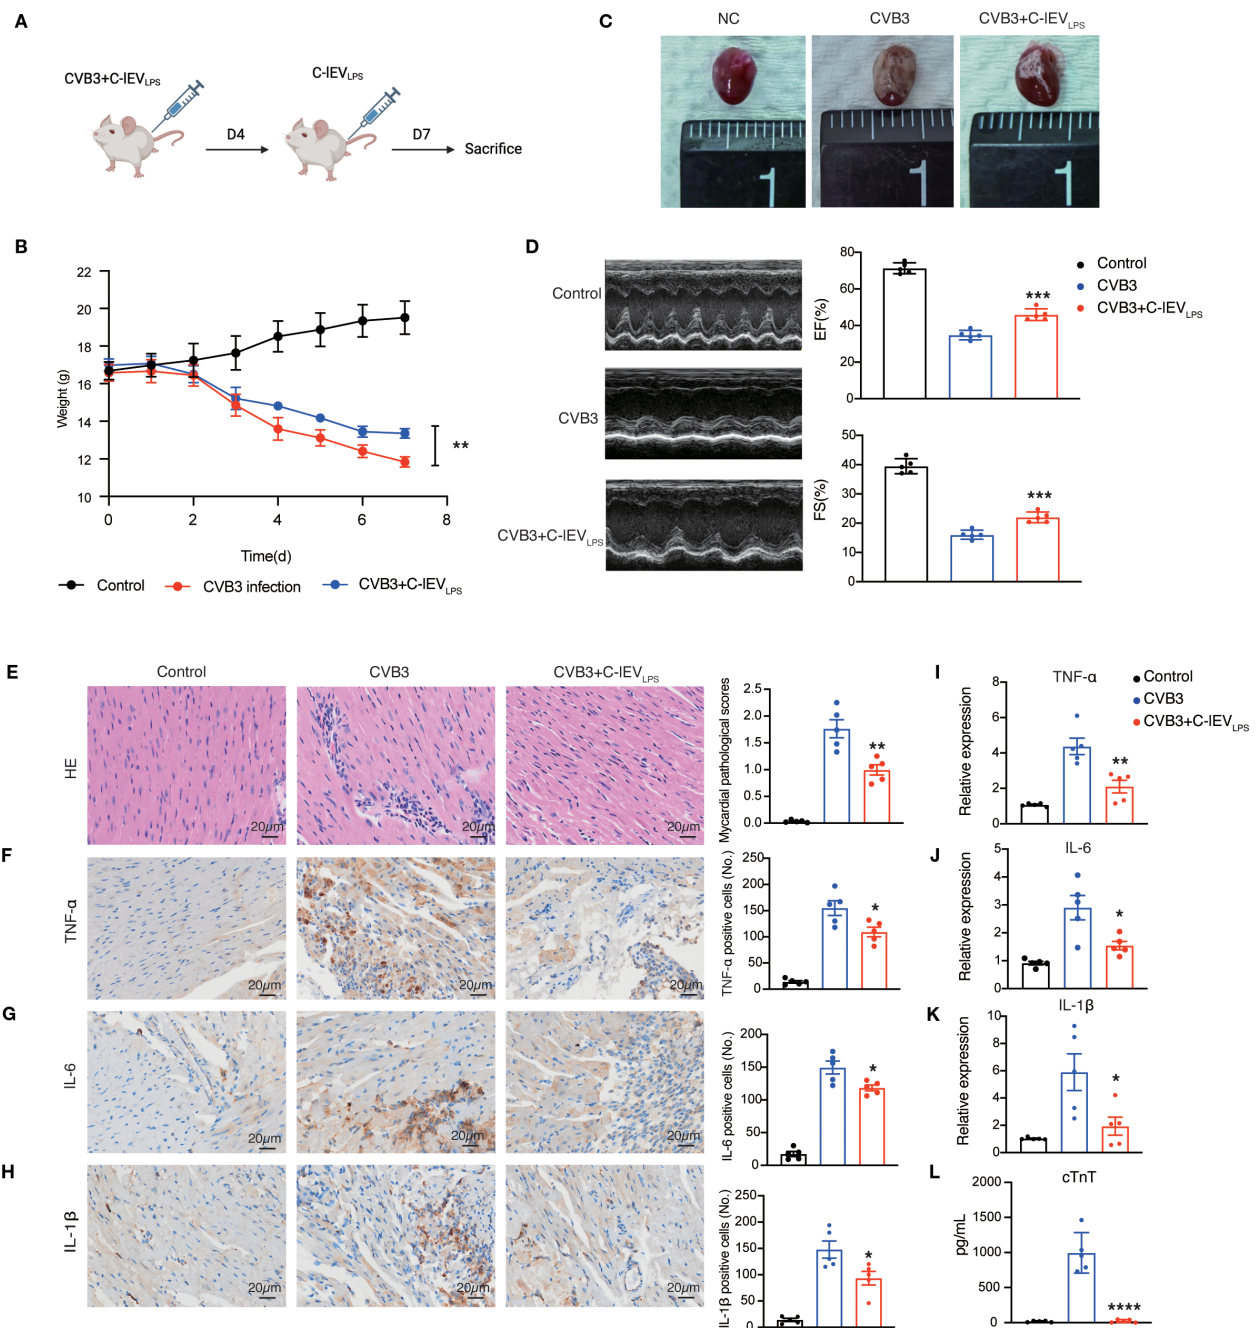 A
CVB3+C-lEVLPS
C-lEVLPS
D4
D7
Sacrifice
C
NC
CVB3
CVB3+C-lEVLPS
1
1
1
B
22
20
18
16
14
12
10
Weight (g)
0
2
4
6
8
Time(d)
**
Control
CVB3 infection
CVB3+C-lEVLPS
D
Control
CVB3
CVB3+C-lEVLPS
80
60
40
20
0
EF(%)
***
Control
CVB3
CVB3+C-lEVLPS
50
40
30
20
10
0
FS(%)
***
E
Control
CVB3
CVB3+C-lEVLPS
HE
20μm
20μm
20μm
Mycardial pathological scores
2.5
2.0
1.5
1.0
0.5
0.0
**
F
TNF-α
20μm
20μm
20μm
TNF-α positive cells (No.)
250
200
150
100
50
0
*
G
IL-6
20μm
20μm
20μm
IL-6 positive cells (No.)
200
150
100
50
0
*
H
IL-1β
20μm
20μm
20μm
IL-1β positive cells (No.)
250
200
150
100
50
0
*
I
TNF-α
Relative expression
8
6
4
2
0
**
Control
CVB3
CVB3+C-lEVLPS
J
IL-6
Relative expression
5
4
3
2
1
0
*
K
IL-1β
Relative expression
10
8
6
4
2
0
*
L
cTnT
pg/mL
2000
1500
1000
500
0
****